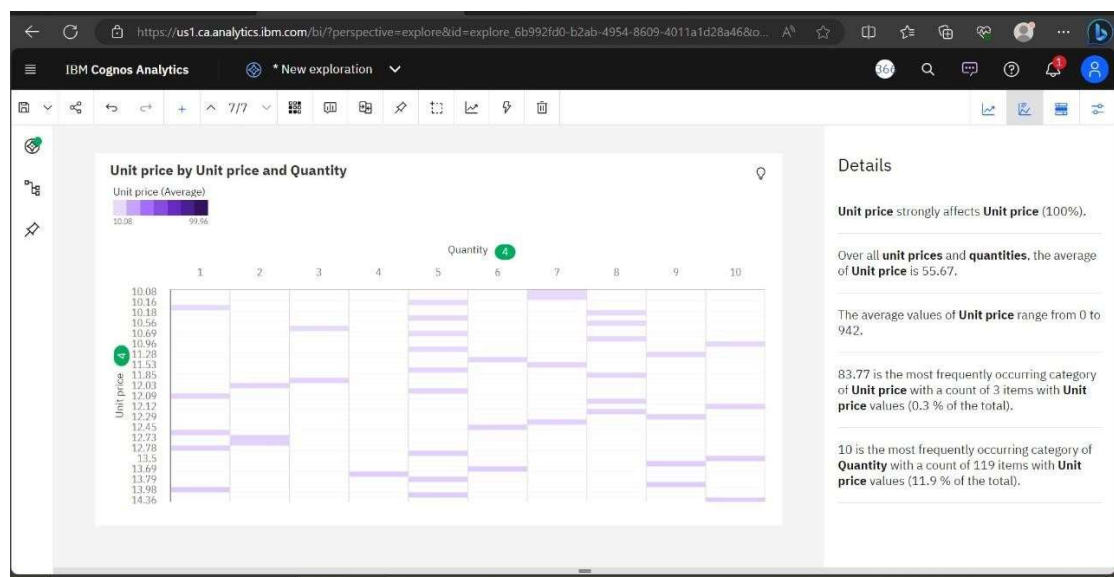 https://us1.ca.analytics.ibm.com/bi/?perspective=explore&id=explore_6b992fd0-b2ab-4954-8609-4011a1d28a46&o...
IBM Cognos Analytics
* New exploration
366
1
7/7
Unit price by Unit price and Quantity
Unit price (Average)
10.08 99.96
Quantity 4
1 2 3 4 5 6 7 8 9 10
Unit price 4
10.08
10.16
10.18
10.56
10.69
10.96
11.28
11.53
11.85
12.03
12.09
12.12
12.29
12.45
12.73
12.78
13.5
13.69
13.79
13.98
14.36
Details
Unit price strongly affects Unit price (100%).
Over all unit prices and quantities, the average
of Unit price is 55.67.
The average values of Unit price range from 0 to
942.
83.77 is the most frequently occurring category
of Unit price with a count of 3 items with Unit
price values (0.3 % of the total).
10 is the most frequently occurring category of
Quantity with a count of 119 items with Unit
price values (11.9 % of the total).